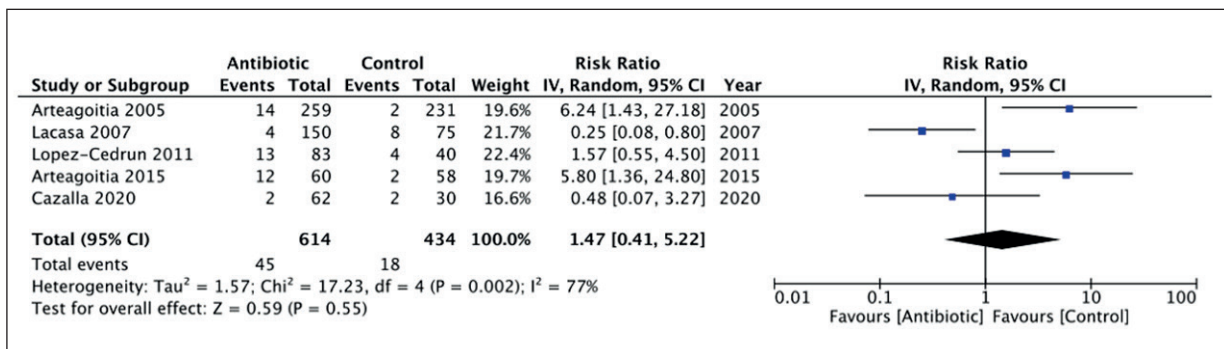 Antibiotic Control Risk Ratio Risk Ratio
Study or Subgroup Events Total Events Total Weight IV, Random, 95% CI Year IV, Random, 95% CI
Arteagoitia 2005 14 259 2 231 19.6% 6.24 [1.43, 27.18] 2005
Lacasa 2007 4 150 8 75 21.7% 0.25 [0.08, 0.80] 2007
Lopez-Cedrun 2011 13 83 4 40 22.4% 1.57 [0.55, 4.50] 2011
Arteagoitia 2015 12 60 2 58 19.7% 5.80 [1.36, 24.80] 2015
Cazalla 2020 2 62 2 30 16.6% 0.48 [0.07, 3.27] 2020
Total (95% CI) 614 434 100.0% 1.47 [0.41, 5.22]
Total events 45 18
Heterogeneity: Tau² = 1.57; Chi² = 17.23, df = 4 (P = 0.002); I² = 77%
Test for overall effect: Z = 0.59 (P = 0.55)
0.01 0.1 1 10 100
Favours [Antibiotic] Favours [Control]